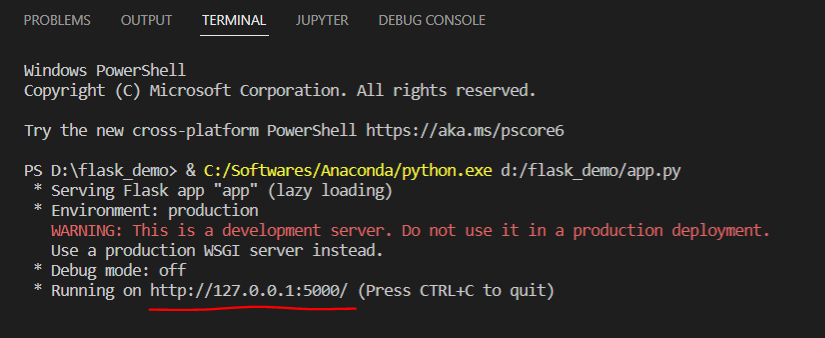 PROBLEMS OUTPUT TERMINAL JUPYTER DEBUG CONSOLE
Windows PowerShell
Copyright (C) Microsoft Corporation. All rights reserved.
Try the new cross-platform PowerShell https://aka.ms/pscore6
PS D:\flask_demo> & C:/Softwares/Anaconda/python.exe d:/flask_demo/app.py
* Serving Flask app "app" (lazy loading)
* Environment: production
WARNING: This is a development server. Do not use it in a production deployment.
Use a production WSGI server instead.
* Debug mode: off
* Running on http://127.0.0.1:5000/ (Press CTRL+C to quit)